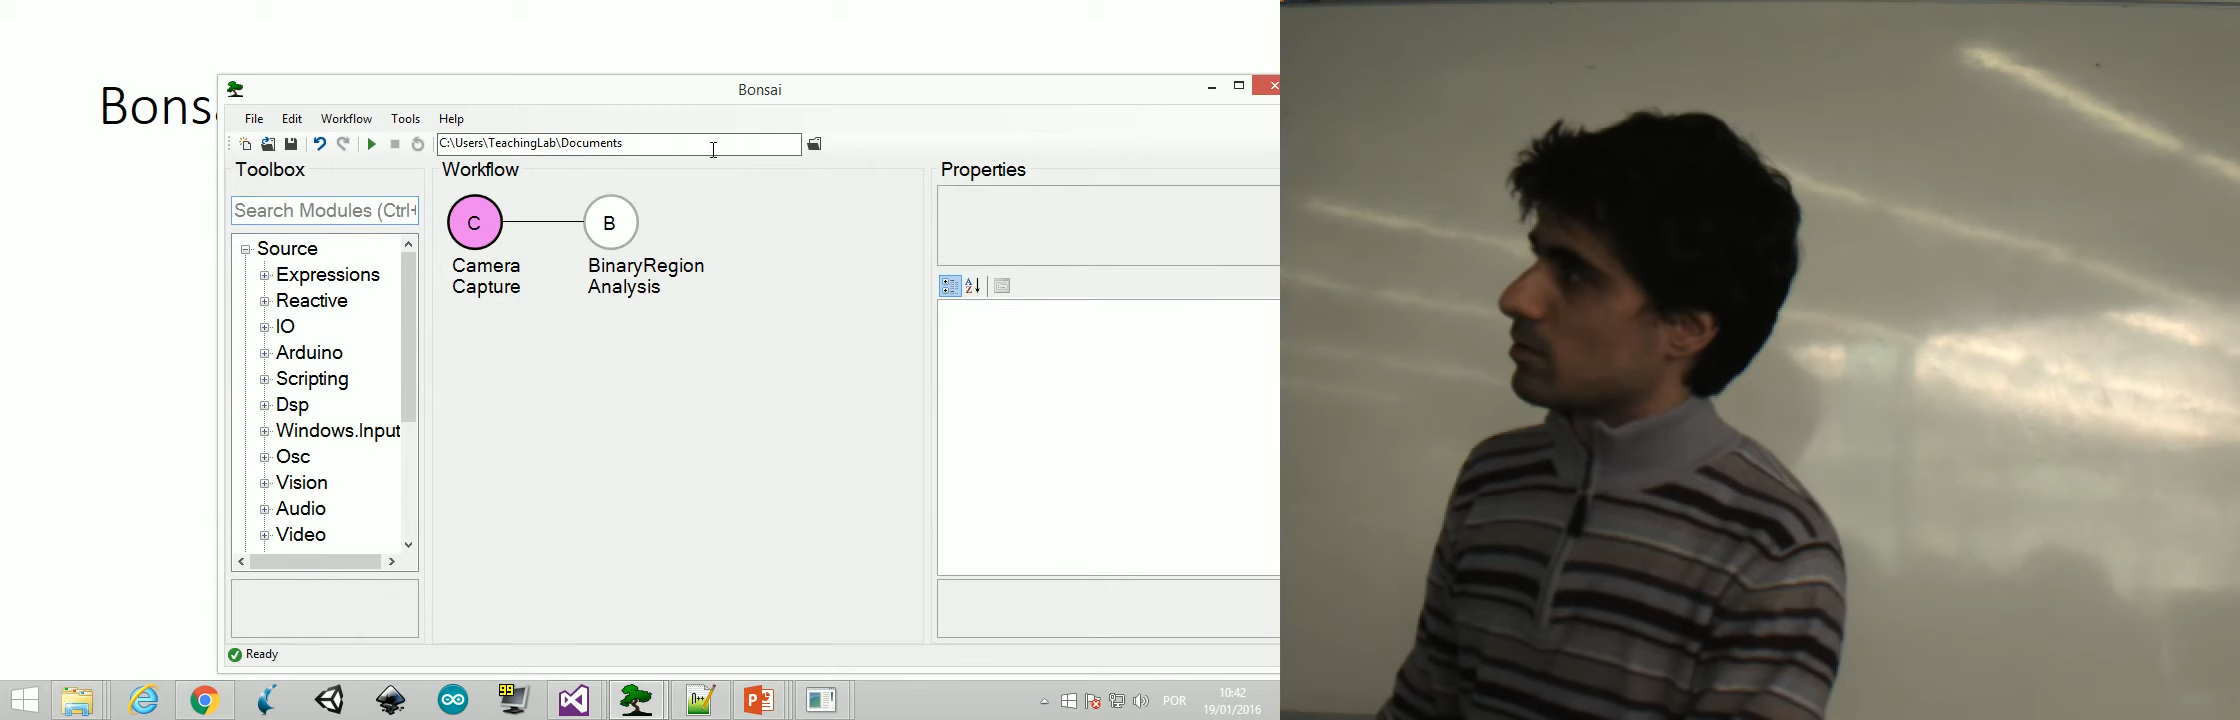 Bonsa
Bonsai
File Edit Workflow Tools Help
C:\Users\TeachingLab\Documents
Toolbox
Search Modules (Ctrl+
Source
Expressions
Reactive
IO
Arduino
Scripting
Dsp
Windows.Input
Osc
Vision
Audio
Video
Workflow
C
B
Camera
Capture
BinaryRegion
Analysis
Properties
A
Z
Ready
99
n++
POR
10:42
19/01/2016